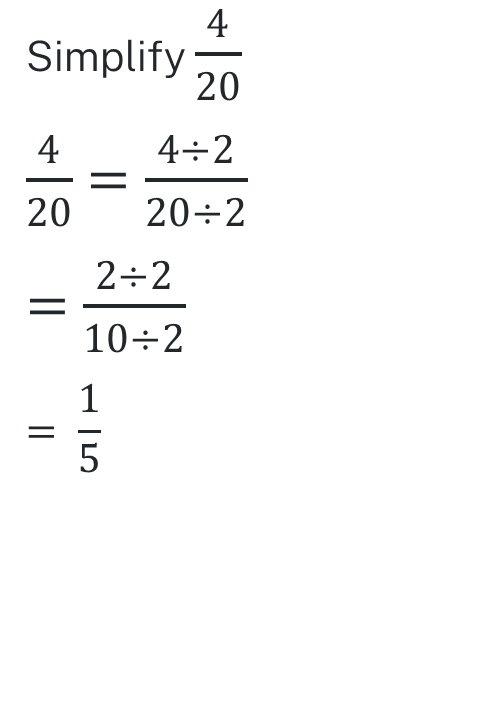 Simplify 4/20
4/20 = 4÷2/20÷2
= 2÷2/10÷2
= 1/5